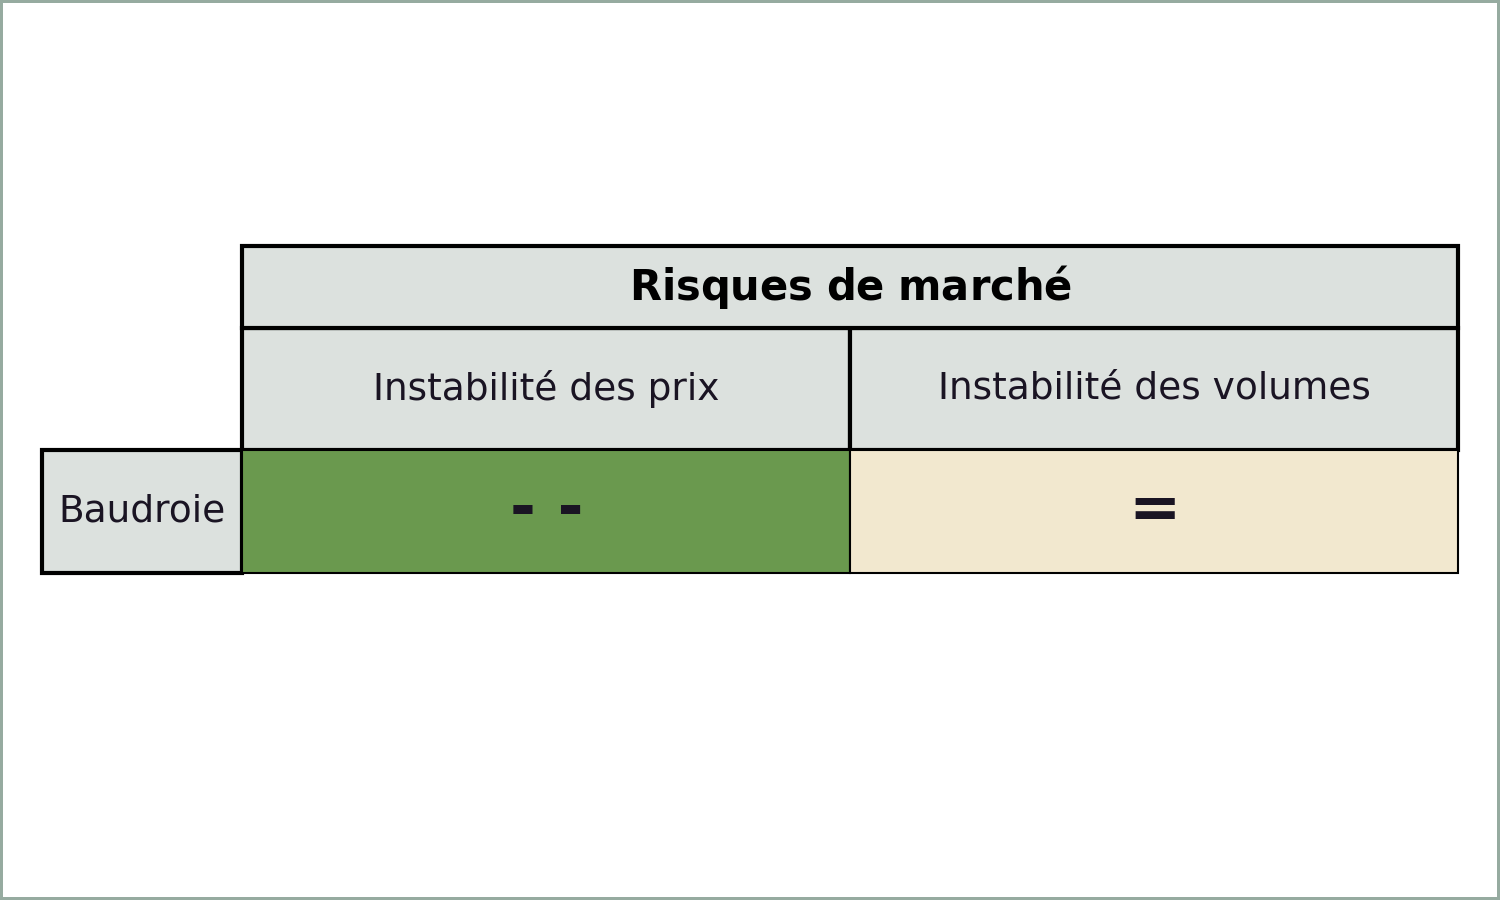 Risques de marché
Instabilité des prix
Instabilité des volumes
Baudroie
- -
=